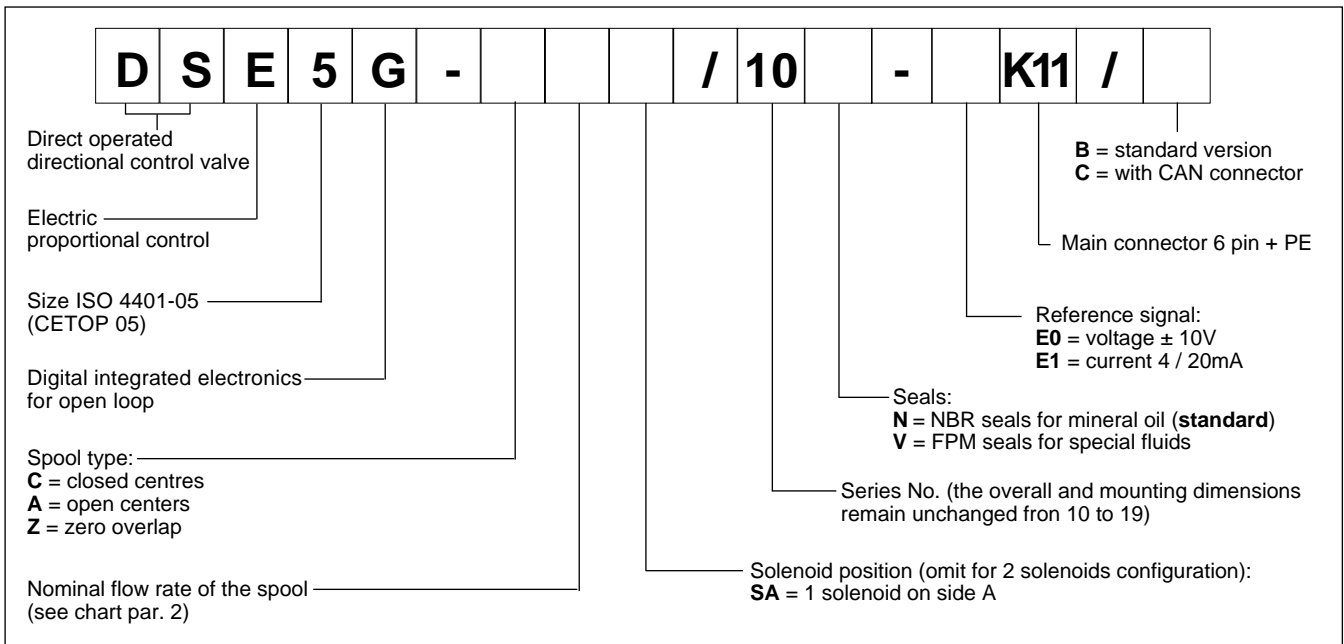 D S E 5 G - / 10 - K11 /
Direct operated
directional control valve
Electric
proportional control
Size ISO 4401-05
(CETOP 05)
Digital integrated electronics
for open loop
Spool type:
C = closed centres
A = open centers
Z = zero overlap
Nominal flow rate of the spool
(see chart par. 2)
B = standard version
C = with CAN connector
Main connector 6 pin + PE
Reference signal:
E0 = voltage ± 10V
E1 = current 4 / 20mA
Seals:
N = NBR seals for mineral oil (standard)
V = FPM seals for special fluids
Series No. (the overall and mounting dimensions
remain unchanged fron 10 to 19)
Solenoid position (omit for 2 solenoids configuration):
SA = 1 solenoid on side A